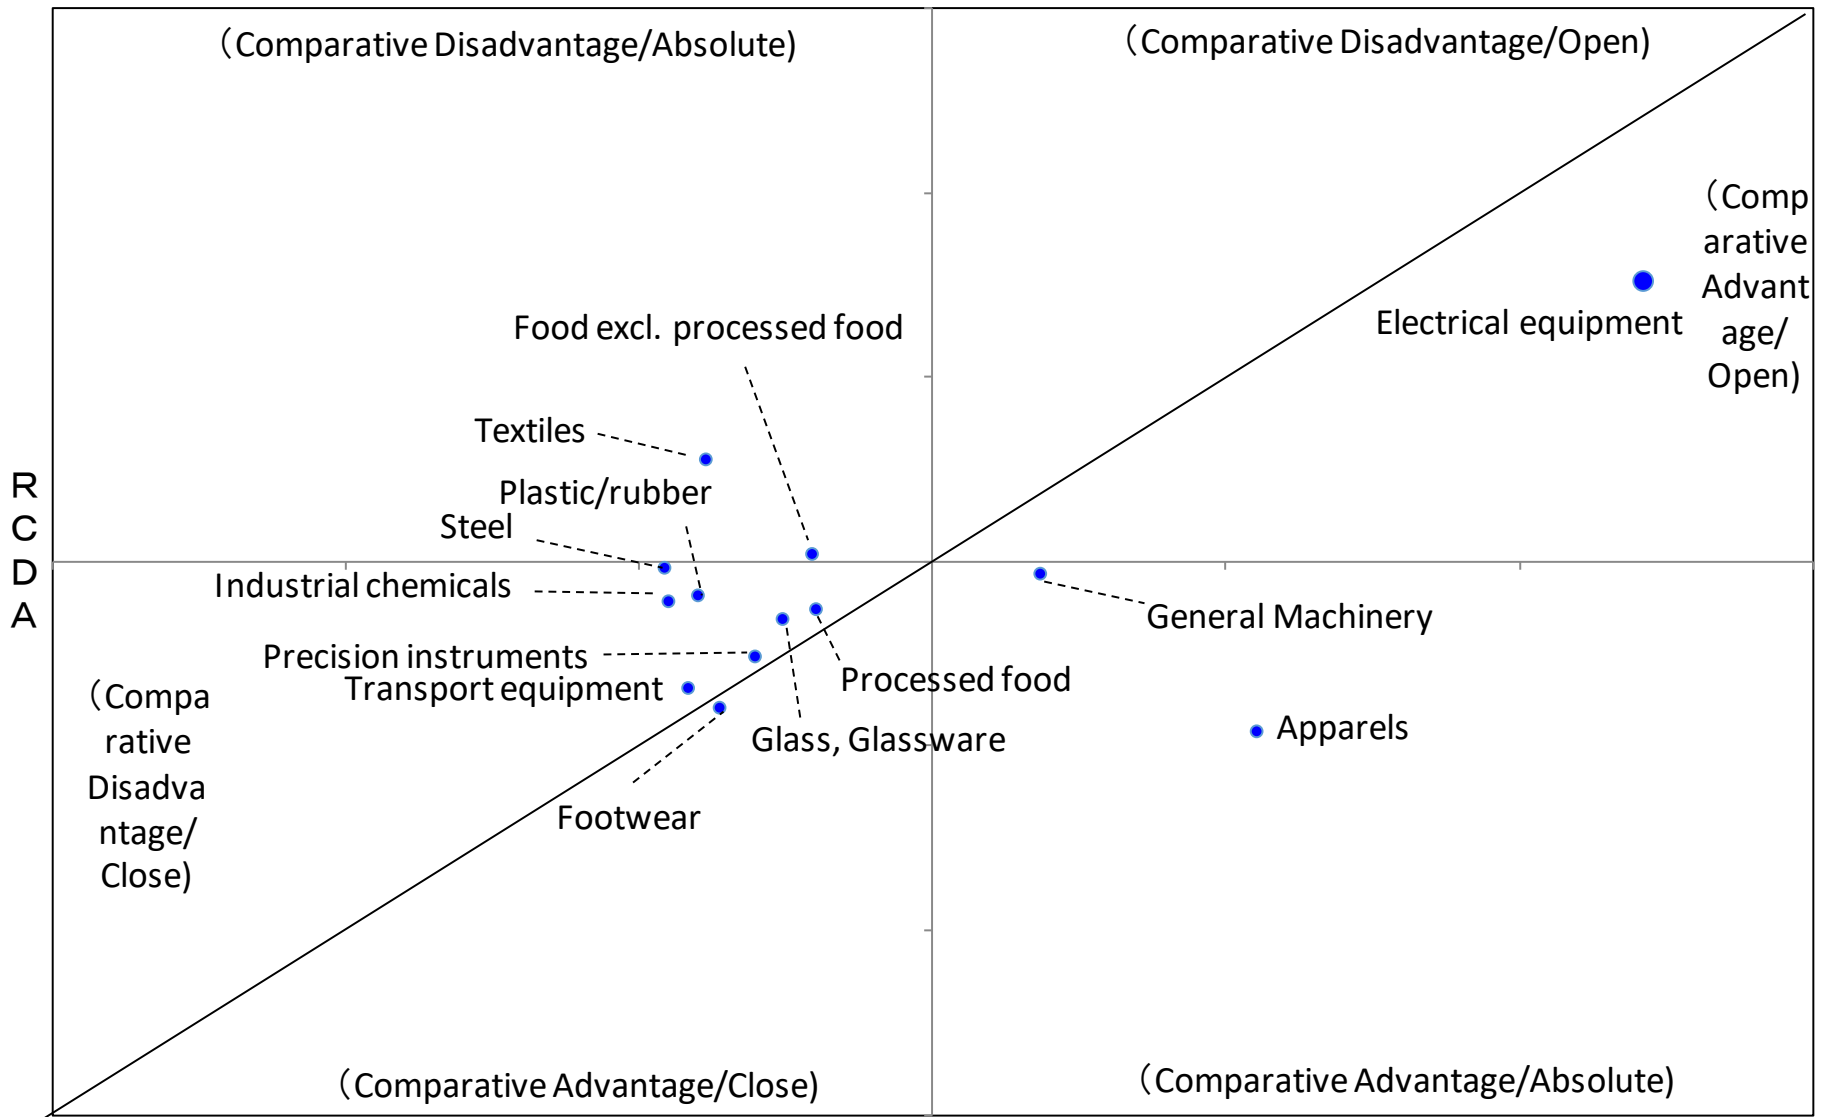 （Comparative Disadvantage/Absolute)
（Comparative Disadvantage/Open)
（Comp
arative
Advant
age/
Open)
Electrical equipment
Food excl. processed food
Textiles
Plastic/rubber
Steel
R
C
D
A
Industrial chemicals
General Machinery
Precision instruments
Transport equipment
Processed food
（Compa
rative
Disadva
ntage/
Close)
Glass, Glassware
Apparels
Footwear
（Comparative Advantage/Close)
（Comparative Advantage/Absolute)